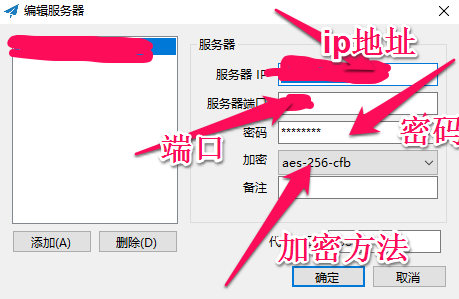 编辑服务器
服务器
ip地址
服务器 IP
服务器端口
端口
密码 ********
密码
加密 aes-256-cfb
备注
加密方法
添加(A) 删除(D)
确定 取消